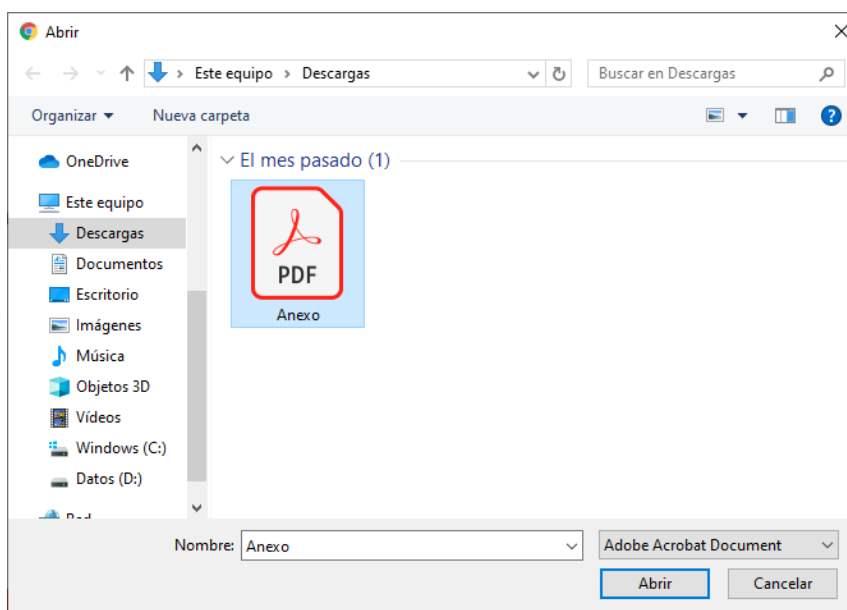 Abrir
Este equipo > Descargas
Buscar en Descargas
Organizar
Nueva carpeta
OneDrive
Este equipo
Descargas
Documentos
Escritorio
Imágenes
Música
Objetos 3D
Vídeos
Windows (C:)
Datos (D:)
El mes pasado (1)
PDF
Anexo
Nombre: Anexo
Adobe Acrobat Document
Abrir
Cancelar